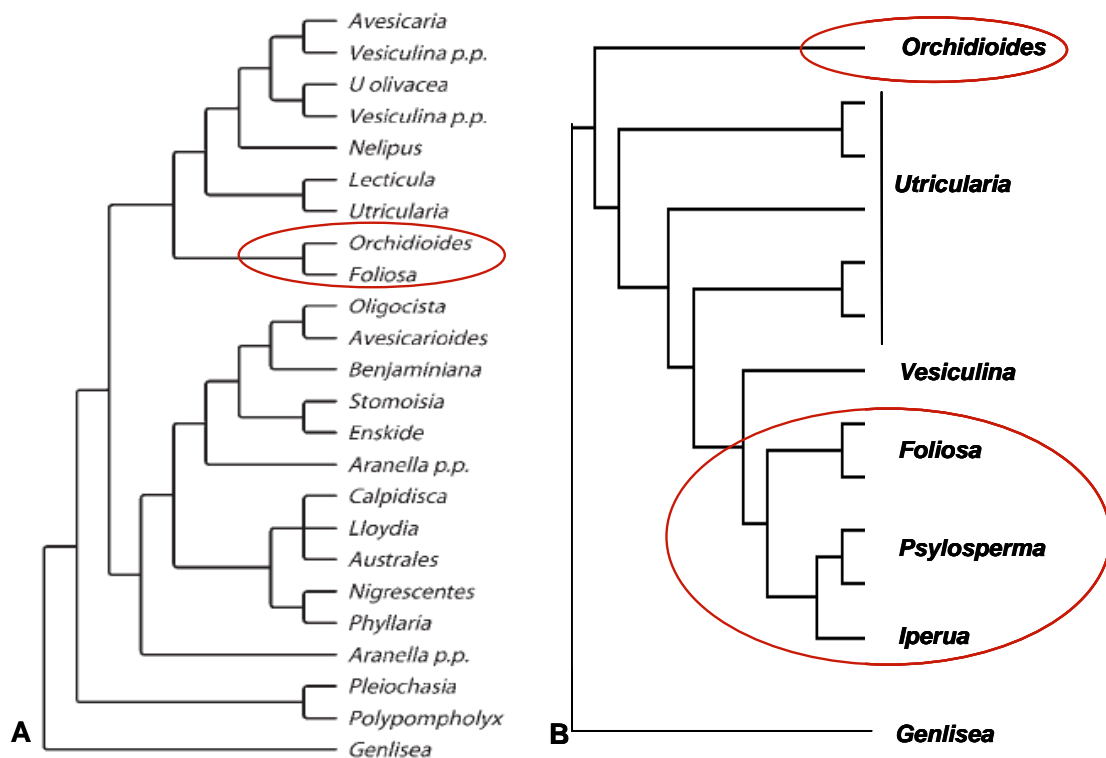 Avesicaria
Vesiculina p.p.
U olivacea
Vesiculina p.p.
Nelipus
Lecticula
Utricularia
Orchidioides
Foliosa
Oligocista
Avesicarioides
Benjaminiana
Stomoisia
Enskide
Aranella p.p.
Calpidisca
Lloydia
Australes
Nigrescentes
Phyllaria
Aranella p.p.
Pleiochasia
Polypompholyx
Genlisea
A
Orchidioides
Utricularia
Vesiculina
Foliosa
Psylosperma
Iperua
Genlisea
B